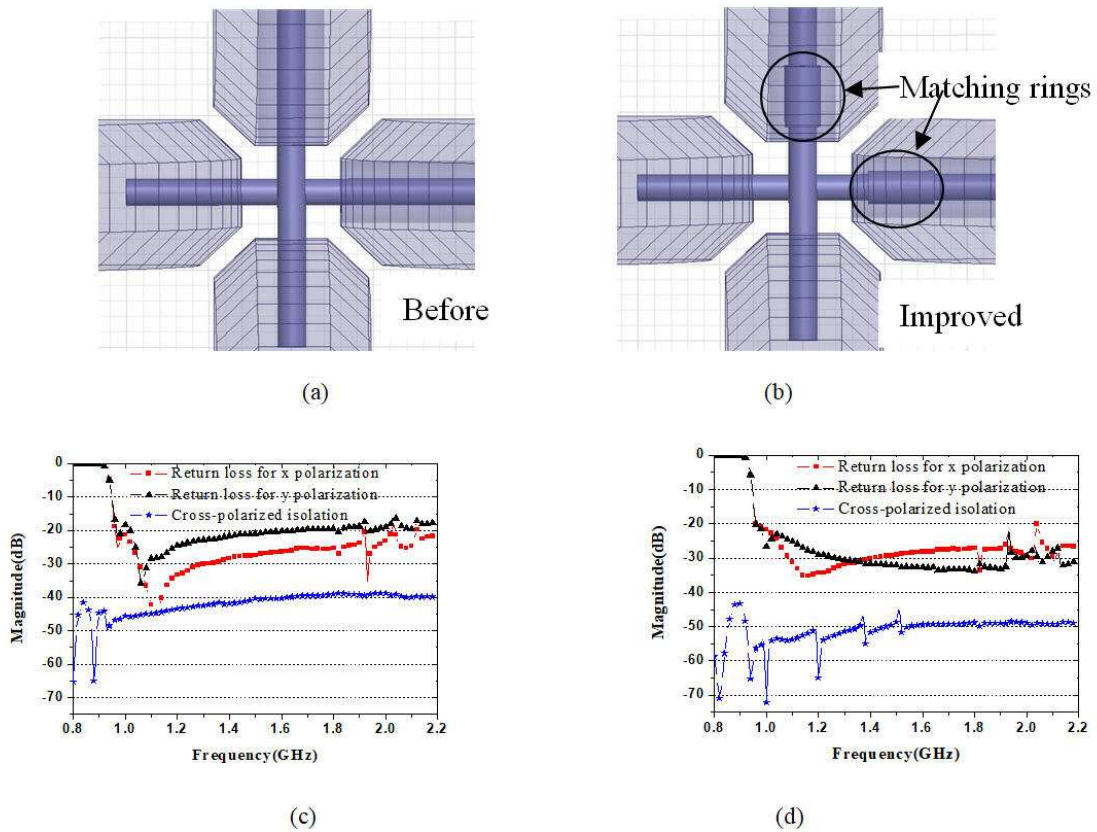 Before
Matching rings
Improved
(a)
(b)
Return loss for x polarization
Return loss for y polarization
Cross-polarized isolation
Magnitude(dB)
0
-10
-20
-30
-40
-50
-60
-70
0.8 1.0 1.2 1.4 1.6 1.8 2.0 2.2
Frequency(GHz)
Return loss for x polarization
Return loss for y polarization
Cross-polarized isolation
Magnitude(dB)
0
-10
-20
-30
-40
-50
-60
-70
0.8 1.0 1.2 1.4 1.6 1.8 2.0 2.2
Frequency(GHz)
(c)
(d)